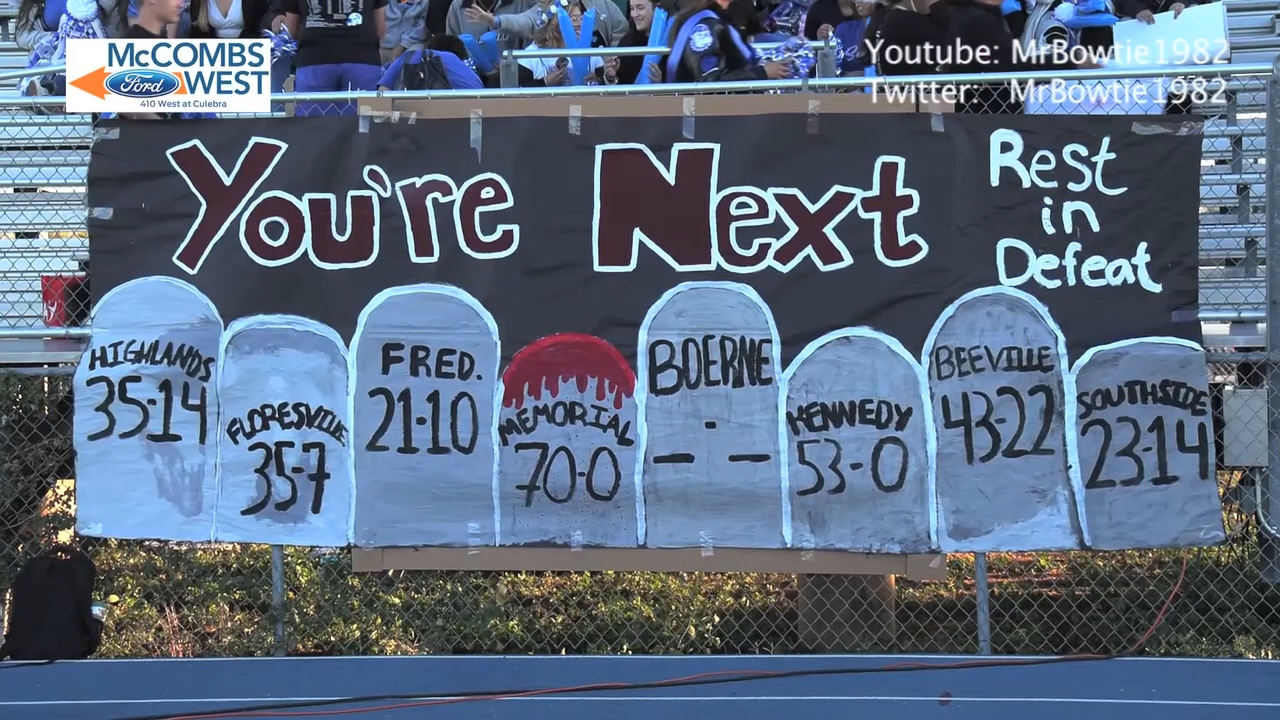 McCOMBS
Ford WEST
410 West at Culebra
Youtube: MrBowtie1982
Twitter: MrBowtie1982
You're Next
Rest
in
Defeat
HIGHLANDS
35-14
FLORESVILLE
35-7
FRED.
21-10
MEMORIAL
70-0
BOERNE
- -
KENNEDY
53-0
BEEVILLE
43-22
SOUTHSIDE
23-14